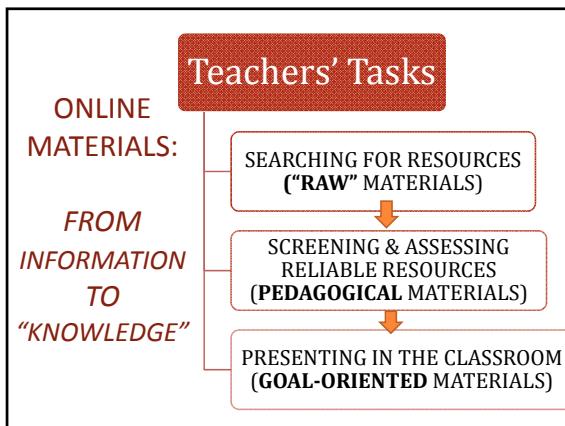 Teachers’ Tasks
ONLINE
MATERIALS:
FROM
INFORMATION
TO
“KNOWLEDGE”
SEARCHING FOR RESOURCES
(“RAW” MATERIALS)
SCREENING & ASSESSING
RELIABLE RESOURCES
(PEDAGOGICAL MATERIALS)
PRESENTING IN THE CLASSROOM
(GOAL-ORIENTED MATERIALS)